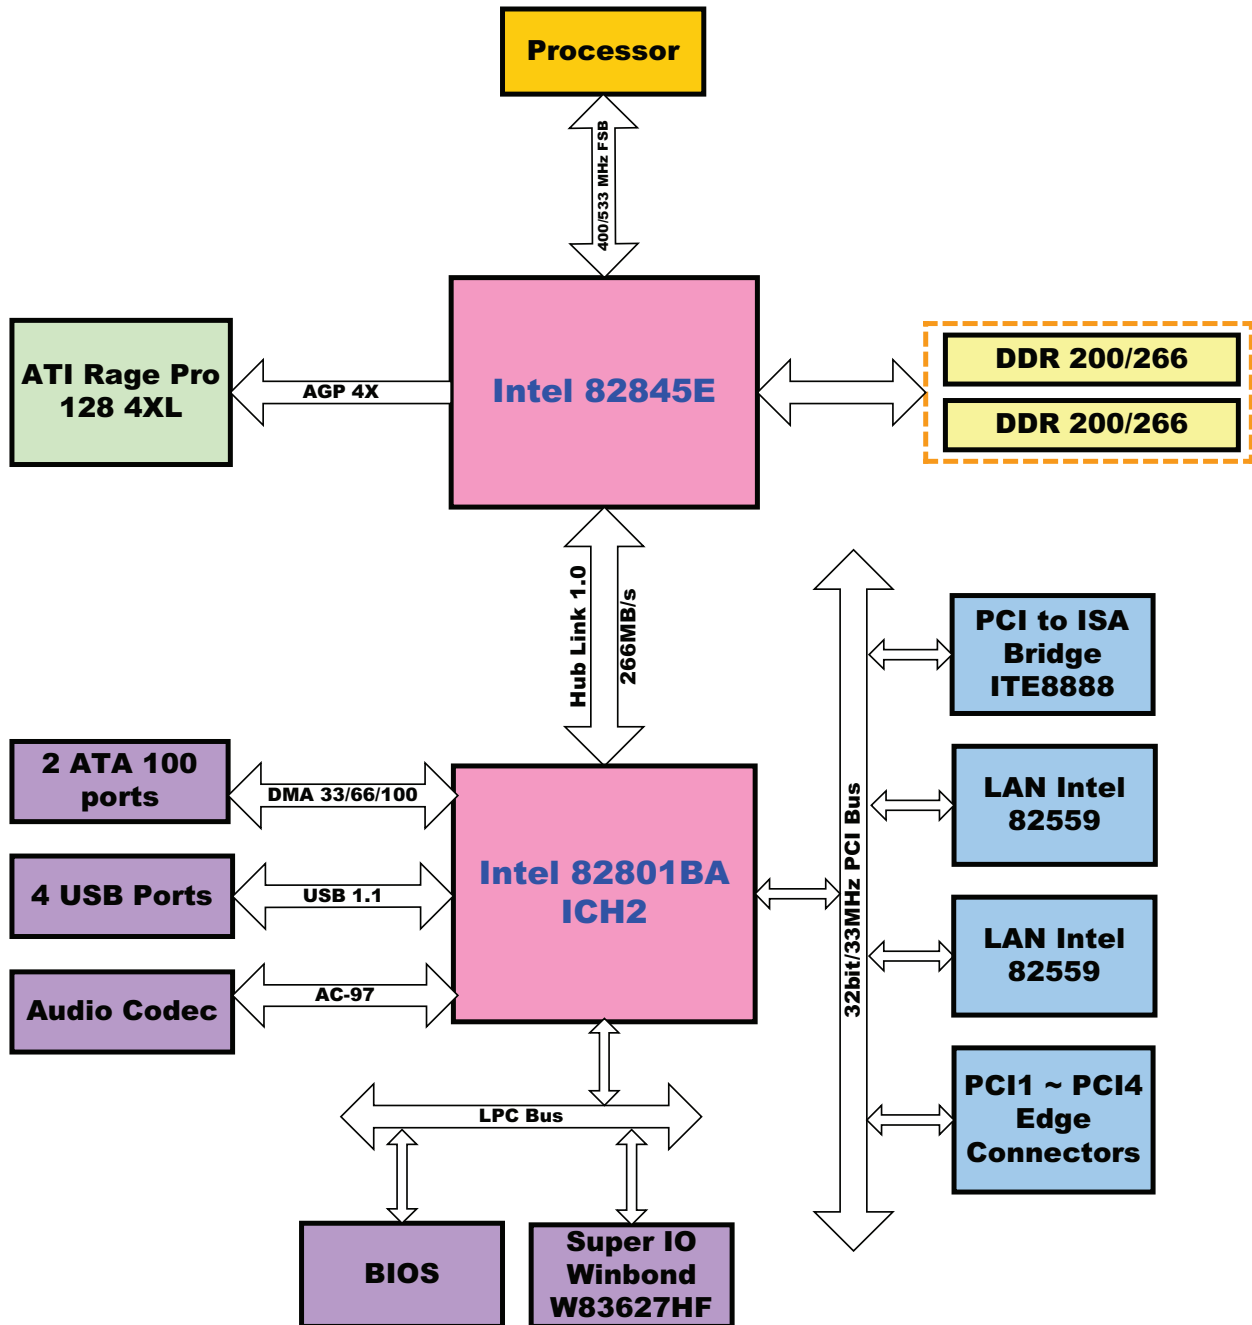 Processor
400/533 MHz FSB
ATI Rage Pro
128 4XL
AGP 4X
Intel 82845E
DDR 200/266
DDR 200/266
Hub Link 1.0
266MB/s
PCI to ISA
Bridge
ITE8888
2 ATA 100
ports
DMA 33/66/100
LAN Intel
82559
4 USB Ports
USB 1.1
Intel 82801BA
ICH2
32bit/33MHz PCI Bus
LAN Intel
82559
Audio Codec
AC-97
PCI1 ~ PCI4
Edge
Connectors
LPC Bus
BIOS
Super IO
Winbond
W83627HF